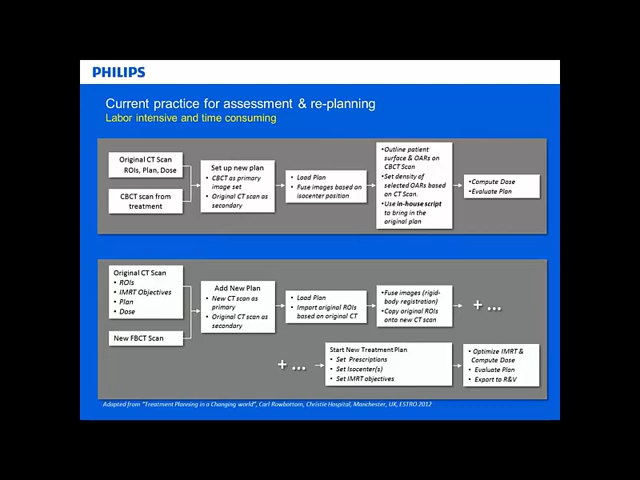 PHILIPS
Current practice for assessment & re-planning
Labor intensive and time consuming
Original CT Scan
ROIs, Plan, Dose
CBCT scan from
treatment
Set up new plan
• CBCT as primary
image set
• Original CT scan as
secondary
• Load Plan
• Fuse images based on
isocenter position
•Outline patient
surface & OARs on
CBCT Scan
•Set density of
selected OARs based
on CT Scan.
•Use in-house script
to bring in the
original plan
•Compute Dose
•Evaluate Plan
Original CT Scan
• ROIs
• IMRT Objectives
• Plan
• Dose
New FBCT Scan
Add New Plan
• New CT scan as
primary
• Original CT scan as
secondary
• Load Plan
• Import original ROIs
based on original CT
• Fuse images (rigid-
body registration)
• Copy original ROIs
onto new CT scan
+ ...
+ ...
Start New Treatment Plan
• Set Prescriptions
• Set Isocenter(s)
• Set IMRT objectives
• Optimize IMRT &
Compute Dose
• Evaluate Plan
• Export to R&V
Adapted from "Treatment Planning in a Changing world", Carl Rowbottom, Christie Hospital, Manchester, UK, ESTRO 2012